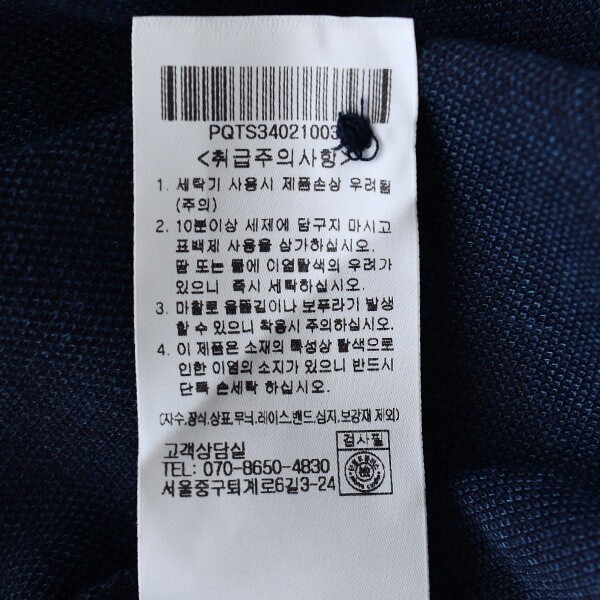 PQTS34021003
<취급주의사항>
1. 세탁기 사용시 제품손상 우려됨
(주의)
2. 10분이상 세제에 담구지 마시고
표백제 사용을 삼가하십시오.
땀 또는 물에 이염탈색의 우려가
있으니 즉시 세탁하십시오.
3. 마찰로 올뜯김이나 보푸라기 발생
할 수 있으니 착용시 주의하십시오.
4. 이 제품은 소재의 특성상 탈색으로
인한 이염의 소지가 있으니 반드시
단독 손세탁 하십시오.
(자수,장식,상표,무늬,레이스,밴드,심지,보강재 제외)
고객상담실
TEL: 070-8650-4830
서울중구퇴계로6길3-24
검사필